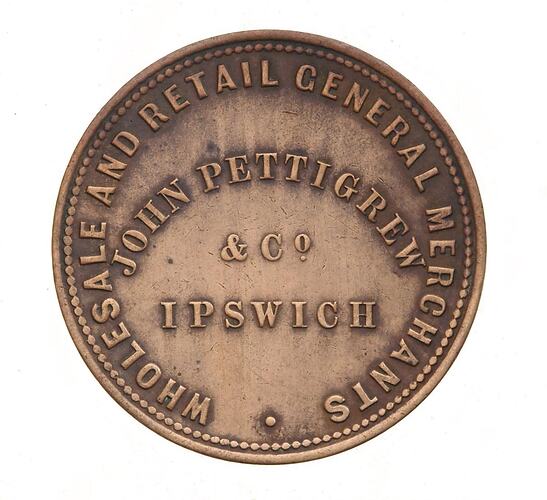 WHOLESALE AND RETAIL GENERAL MERCHANTS
JOHN PETTIGREW
& Cº
IPSWICH